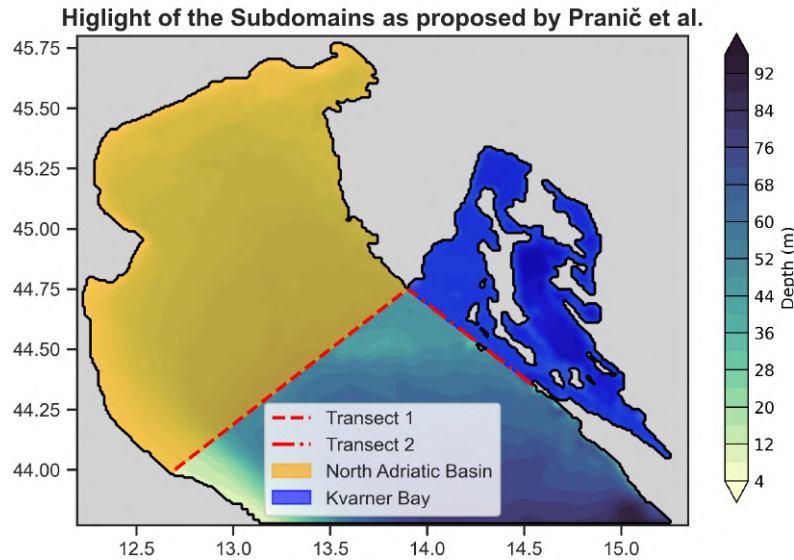 Higlight of the Subdomains as proposed by Pranič et al.
45.75
45.50
45.25
45.00
44.75
44.50
44.25
44.00
12.5 13.0 13.5 14.0 14.5 15.0
Transect 1
Transect 2
North Adriatic Basin
Kvarner Bay
92
84
76
68
60
52
44
36
28
20
12
4
Depth (m)